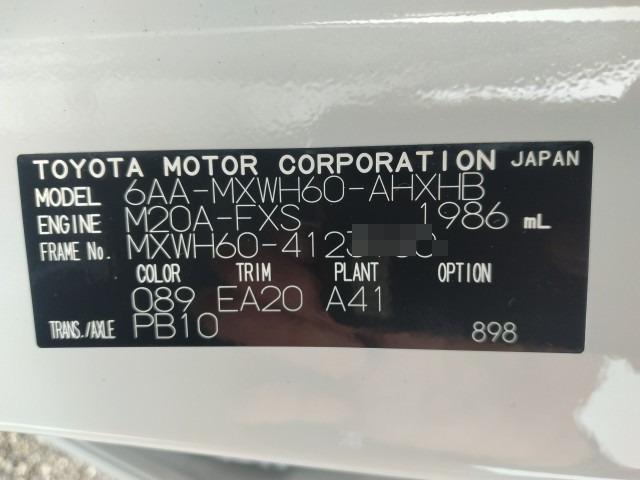 TOYOTA MOTOR CORPORATION JAPAN
MODEL 6AA-MXWH60-AHXHB
ENGINE M20A-FXS 1986 mL
FRAME No. MXWH60-4123
COLOR TRIM PLANT OPTION
089 EA20 A41
TRANS./AXLE PB10 898